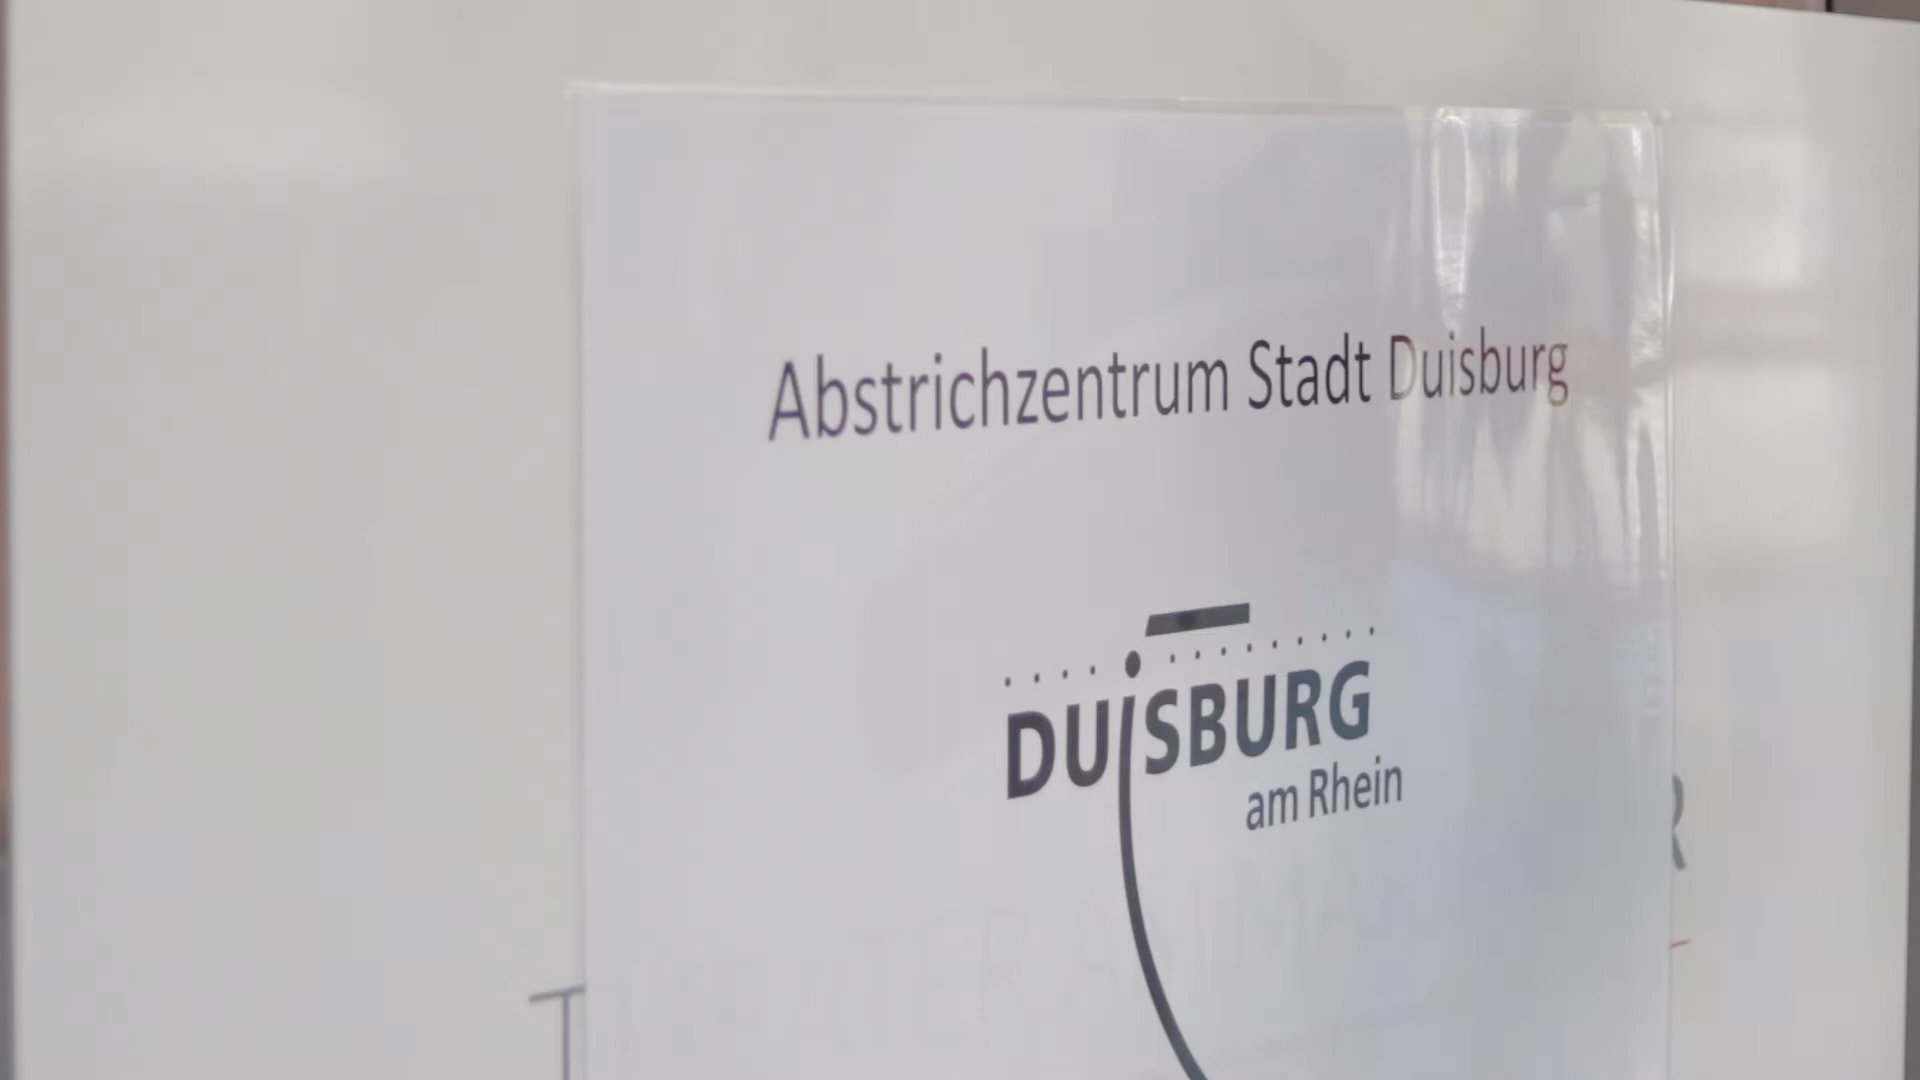 Abstrichzentrum Stadt Duisburg
DUiSBURG
am Rhein
R
T